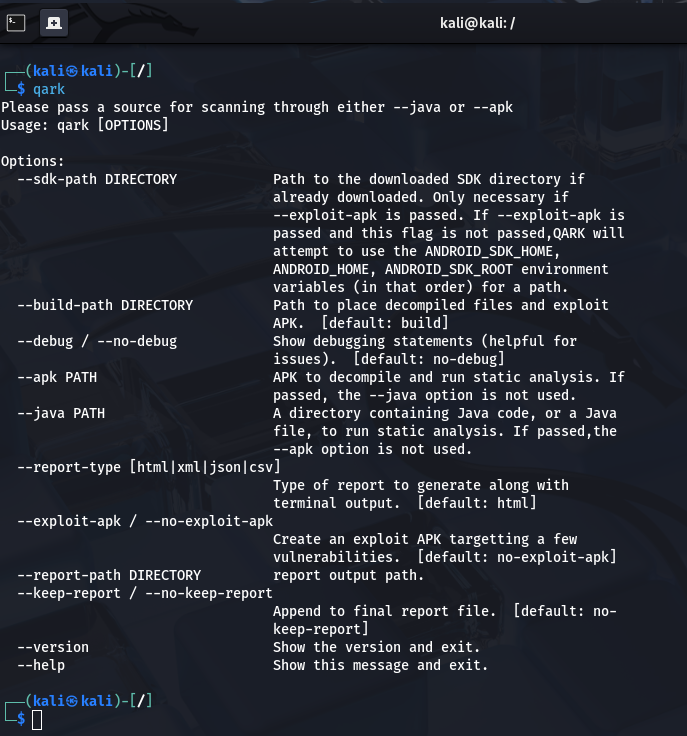 kali@kali: /
┌──(kali㉿kali)-[/]
└─$ qark
Please pass a source for scanning through either --java or --apk
Usage: qark [OPTIONS]

Options:
  --sdk-path DIRECTORY            Path to the downloaded SDK directory if
                                  already downloaded. Only necessary if
                                  --exploit-apk is passed. If --exploit-apk is
                                  passed and this flag is not passed,QARK will
                                  attempt to use the ANDROID_SDK_HOME,
                                  ANDROID_HOME, ANDROID_SDK_ROOT environment
                                  variables (in that order) for a path.
  --build-path DIRECTORY          Path to place decompiled files and exploit
                                  APK.  [default: build]
  --debug / --no-debug            Show debugging statements (helpful for
                                  issues).  [default: no-debug]
  --apk PATH                      APK to decompile and run static analysis. If
                                  passed, the --java option is not used.
  --java PATH                     A directory containing Java code, or a Java
                                  file, to run static analysis. If passed,the
                                  --apk option is not used.
  --report-type [html|xml|json|csv]
                                  Type of report to generate along with
                                  terminal output.  [default: html]
  --exploit-apk / --no-exploit-apk
                                  Create an exploit APK targetting a few
                                  vulnerabilities.  [default: no-exploit-apk]
  --report-path DIRECTORY         report output path.
  --keep-report / --no-keep-report
                                  Append to final report file.  [default: no-
                                  keep-report]
  --version                       Show the version and exit.
  --help                          Show this message and exit.

┌──(kali㉿kali)-[/]
└─$